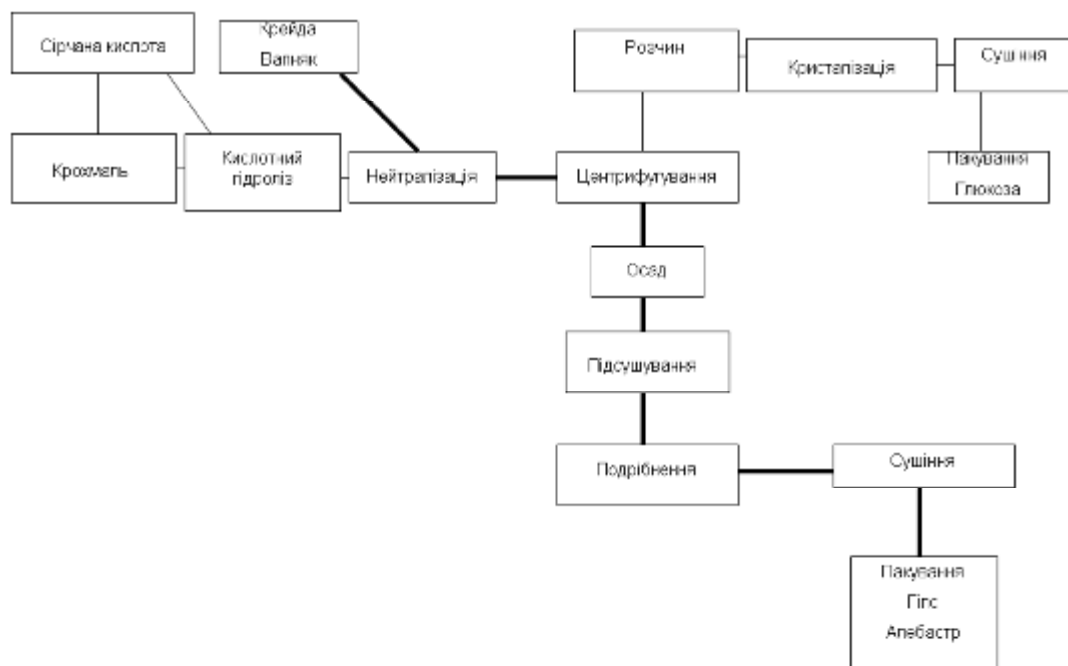 Сірчана кислота
Крейда
Вапняк
Розчин
Кристалізація
Сушіння
Крохмаль
Кислотний
гідроліз
Нейтралізація
Центрифугування
Пакування
Глюкоза
Осад
Підсушування
Подрібнення
Сушіння
Пакування
Гіпс
Алебастр